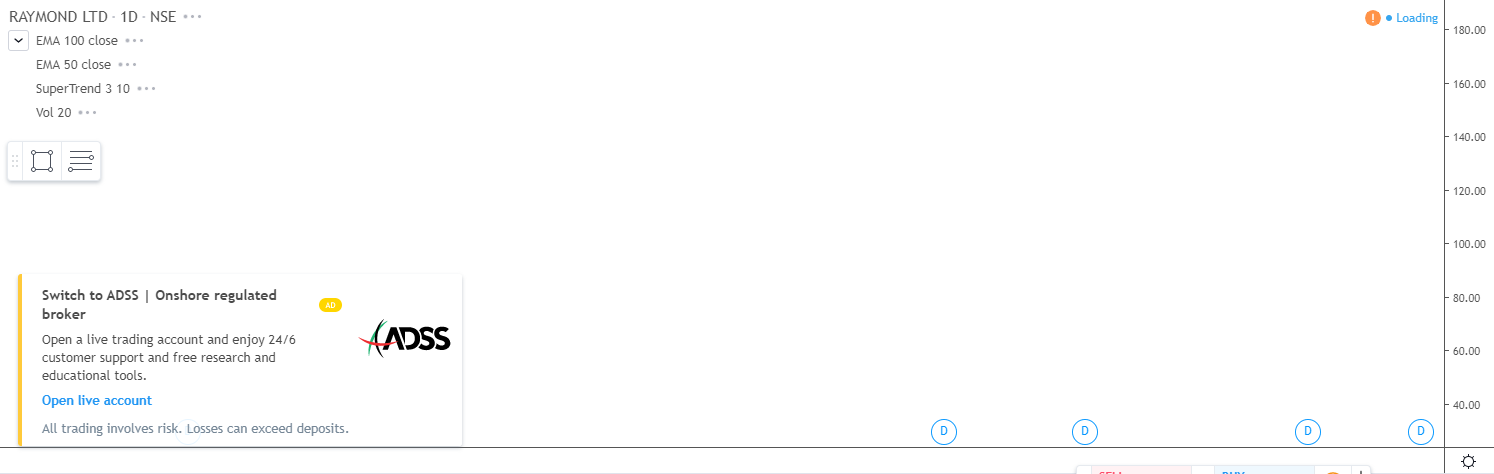 RAYMOND LTD · 1D · NSE
! Loading
EMA 100 close
EMA 50 close
SuperTrend 3 10
Vol 20
180.00
160.00
140.00
120.00
100.00
80.00
60.00
40.00
Switch to ADSS | Onshore regulated
broker
AD
Open a live trading account and enjoy 24/6
customer support and free research and
educational tools.
Open live account
All trading involves risk. Losses can exceed deposits.
ADSS
D D D D
SELL BUY